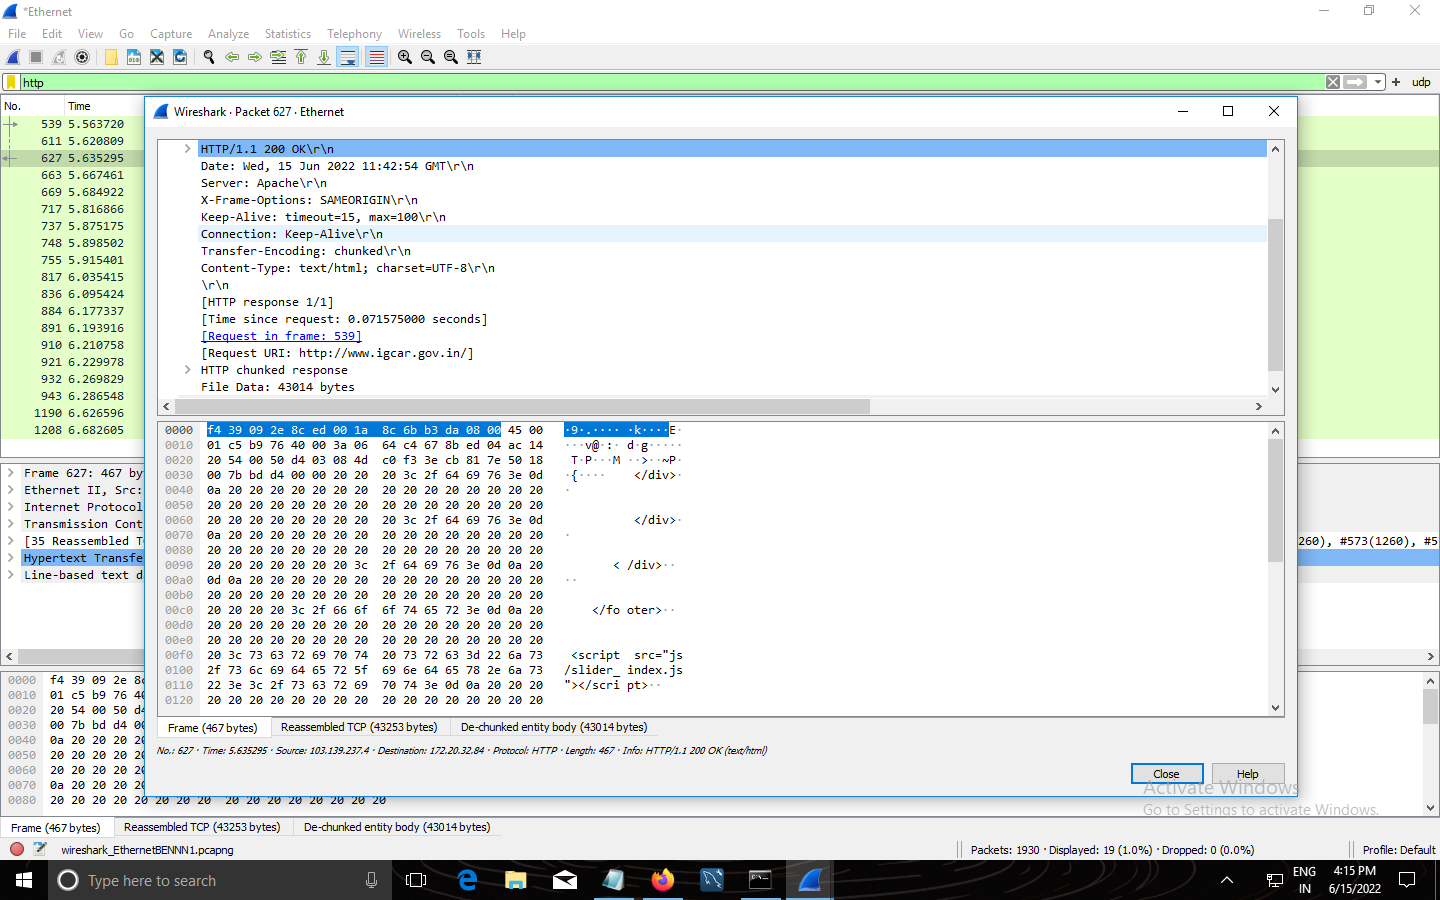 *Ethernet
File Edit View Go Capture Analyze Statistics Telephony Wireless Tools Help
http
udp
No. Time
539 5.563720
611 5.620809
627 5.635295
663 5.667461
669 5.684922
717 5.816866
737 5.875175
748 5.898502
755 5.915401
817 6.035415
836 6.095424
884 6.177337
891 6.193916
910 6.210758
921 6.229978
932 6.269829
943 6.286548
1190 6.626596
1208 6.682605
Wireshark · Packet 627 · Ethernet
HTTP/1.1 200 OK\r\n
Date: Wed, 15 Jun 2022 11:42:54 GMT\r\n
Server: Apache\r\n
X-Frame-Options: SAMEORIGIN\r\n
Keep-Alive: timeout=15, max=100\r\n
Connection: Keep-Alive\r\n
Transfer-Encoding: chunked\r\n
Content-Type: text/html; charset=UTF-8\r\n
\r\n
[HTTP response 1/1]
[Time since request: 0.071575000 seconds]
[Request in frame: 539]
[Request URI: http://www.igcar.gov.in/]
HTTP chunked response
File Data: 43014 bytes
0000 f4 39 09 2e 8c ed 00 1a 8c 6b b3 da 08 00 45 00 ·9·.·····k····E·
0010 01 c5 b9 76 40 00 3a 06 64 c4 67 8b ed 04 ac 14 ···v@·:·d·g·····
0020 20 54 00 50 d4 03 08 4d c0 f3 3e cb 81 7e 50 18 T·P···M··>··~P·
0030 00 7b bd d4 00 00 20 20 20 3c 2f 64 69 76 3e 0d ·{···· </div>·
0040 0a 20 20 20 20 20 20 20 20 20 20 20 20 20 20 20 ·
0050 20 20 20 20 20 20 20 20 20 20 20 20 20 20 20 20
0060 20 20 20 20 20 20 20 20 20 3c 2f 64 69 76 3e 0d </div>·
0070 0a 20 20 20 20 20 20 20 20 20 20 20 20 20 20 20 ·
0080 20 20 20 20 20 20 20 20 20 20 20 20 20 20 20 20
0090 20 20 20 20 20 20 20 3c 2f 64 69 76 3e 0d 0a 20 < /div>··
00a0 0d 0a 20 20 20 20 20 20 20 20 20 20 20 20 20 20 ··
00b0 20 20 20 20 20 20 20 20 20 20 20 20 20 20 20 20
00c0 20 20 20 20 3c 2f 66 6f 6f 74 65 72 3e 0d 0a 20 </fo oter>··
00d0 20 20 20 20 20 20 20 20 20 20 20 20 20 20 20 20
00e0 20 20 20 20 20 20 20 20 20 20 20 20 20 20 20 20
00f0 20 3c 73 63 72 69 70 74 20 73 72 63 3d 22 6a 73 <script src="js
0100 2f 73 6c 69 64 65 72 5f 69 6e 64 65 78 2e 6a 73 /slider_ index.js
0110 22 3e 3c 2f 73 63 72 69 70 74 3e 0d 0a 20 20 20 "></scri pt>··
0120 20 20 20 20 20 20 20 20 20 20 20 20 20 20 20 20
Frame (467 bytes) Reassembled TCP (43253 bytes) De-chunked entity body (43014 bytes)
No.: 627 · Time: 5.635295 · Source: 103.139.237.4 · Destination: 172.20.32.84 · Protocol: HTTP · Length: 467 · Info: HTTP/1.1 200 OK (text/html)
Close Help
Frame 627: 467 by
Ethernet II, Src:
Internet Protocol
Transmission Cont
[35 Reassembled T
260), #573(1260), #5
Hypertext Transfe
Line-based text d
0000 f4 39 09 2e 8c
0010 01 c5 b9 76 40
0020 20 54 00 50 d4
0030 00 7b bd d4 00
0040 0a 20 20 20 20
0050 20 20 20 20 20
0060 20 20 20 20 20
0070 0a 20 20 20 20
0080 20 20 20 20 20 20 20 20 20 20 20 20 20 20 20 20
Activate Windows
Go to Settings to activate Windows.
Frame (467 bytes) Reassembled TCP (43253 bytes) De-chunked entity body (43014 bytes)
wireshark_EthernetBENNN1.pcapng
Packets: 1930 · Displayed: 19 (1.0%) · Dropped: 0 (0.0%)
Profile: Default
Type here to search
ENG
IN
4:15 PM
6/15/2022